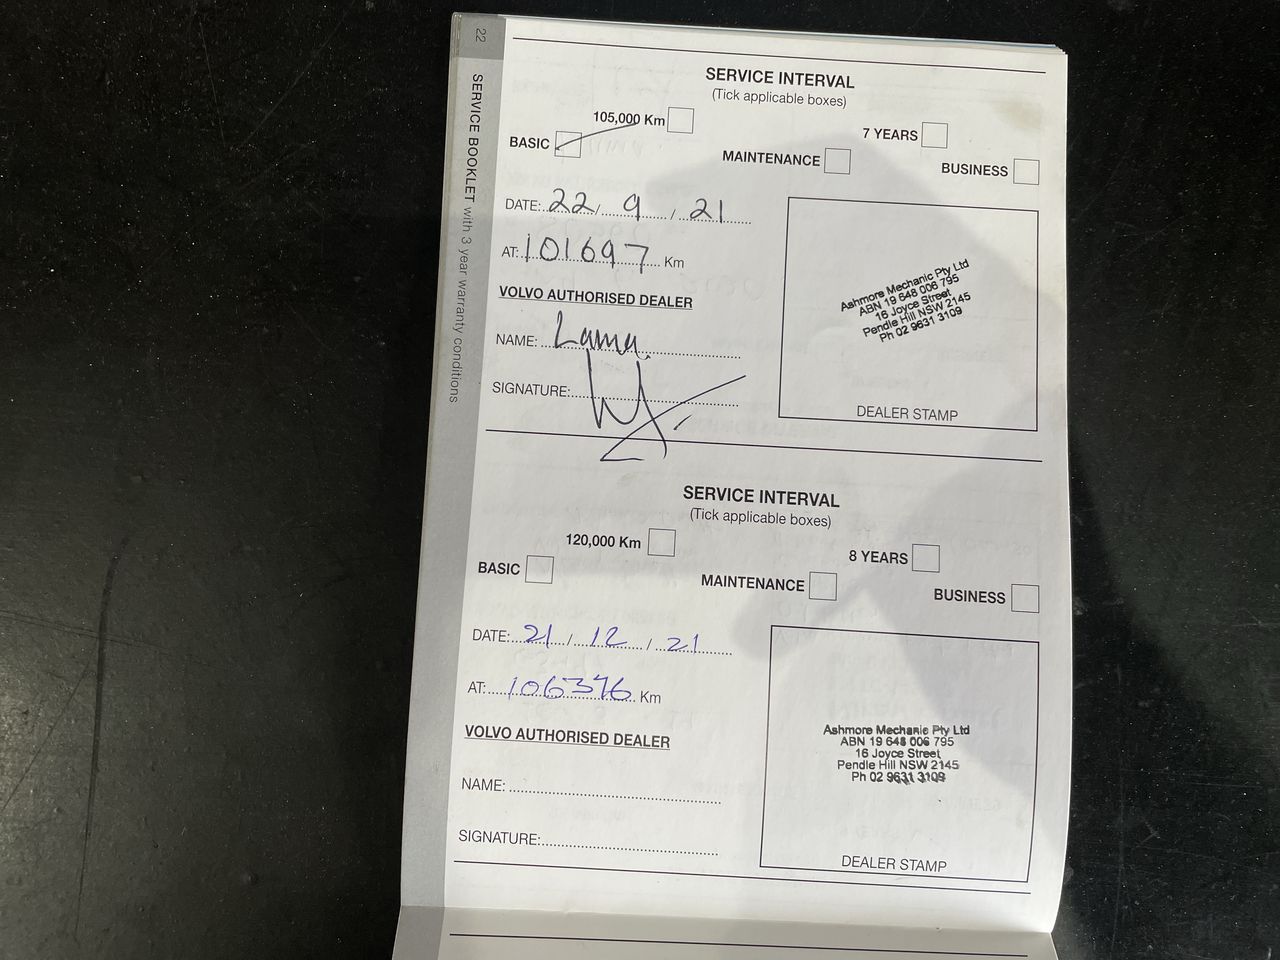 22
SERVICE BOOKLET with 3 year warranty conditions
SERVICE INTERVAL
(Tick applicable boxes)
105,000 Km
7 YEARS
BASIC
MAINTENANCE
BUSINESS
DATE: 22 / 9 / 21
AT: 101697 Km
VOLVO AUTHORISED DEALER
NAME: Lama.
SIGNATURE:
Ashmore Mechanic Pty Ltd
ABN 19 648 006 795
16 Joyce Street
Pendle Hill NSW 2145
Ph 02 9631 3109
DEALER STAMP
SERVICE INTERVAL
(Tick applicable boxes)
120,000 Km
8 YEARS
BASIC
MAINTENANCE
BUSINESS
DATE: 21 / 12 / 21
AT: 106376 Km
VOLVO AUTHORISED DEALER
NAME:
SIGNATURE:
Ashmore Mechanic Pty Ltd
ABN 19 648 006 795
16 Joyce Street
Pendle Hill NSW 2145
Ph 02 9631 3109
DEALER STAMP